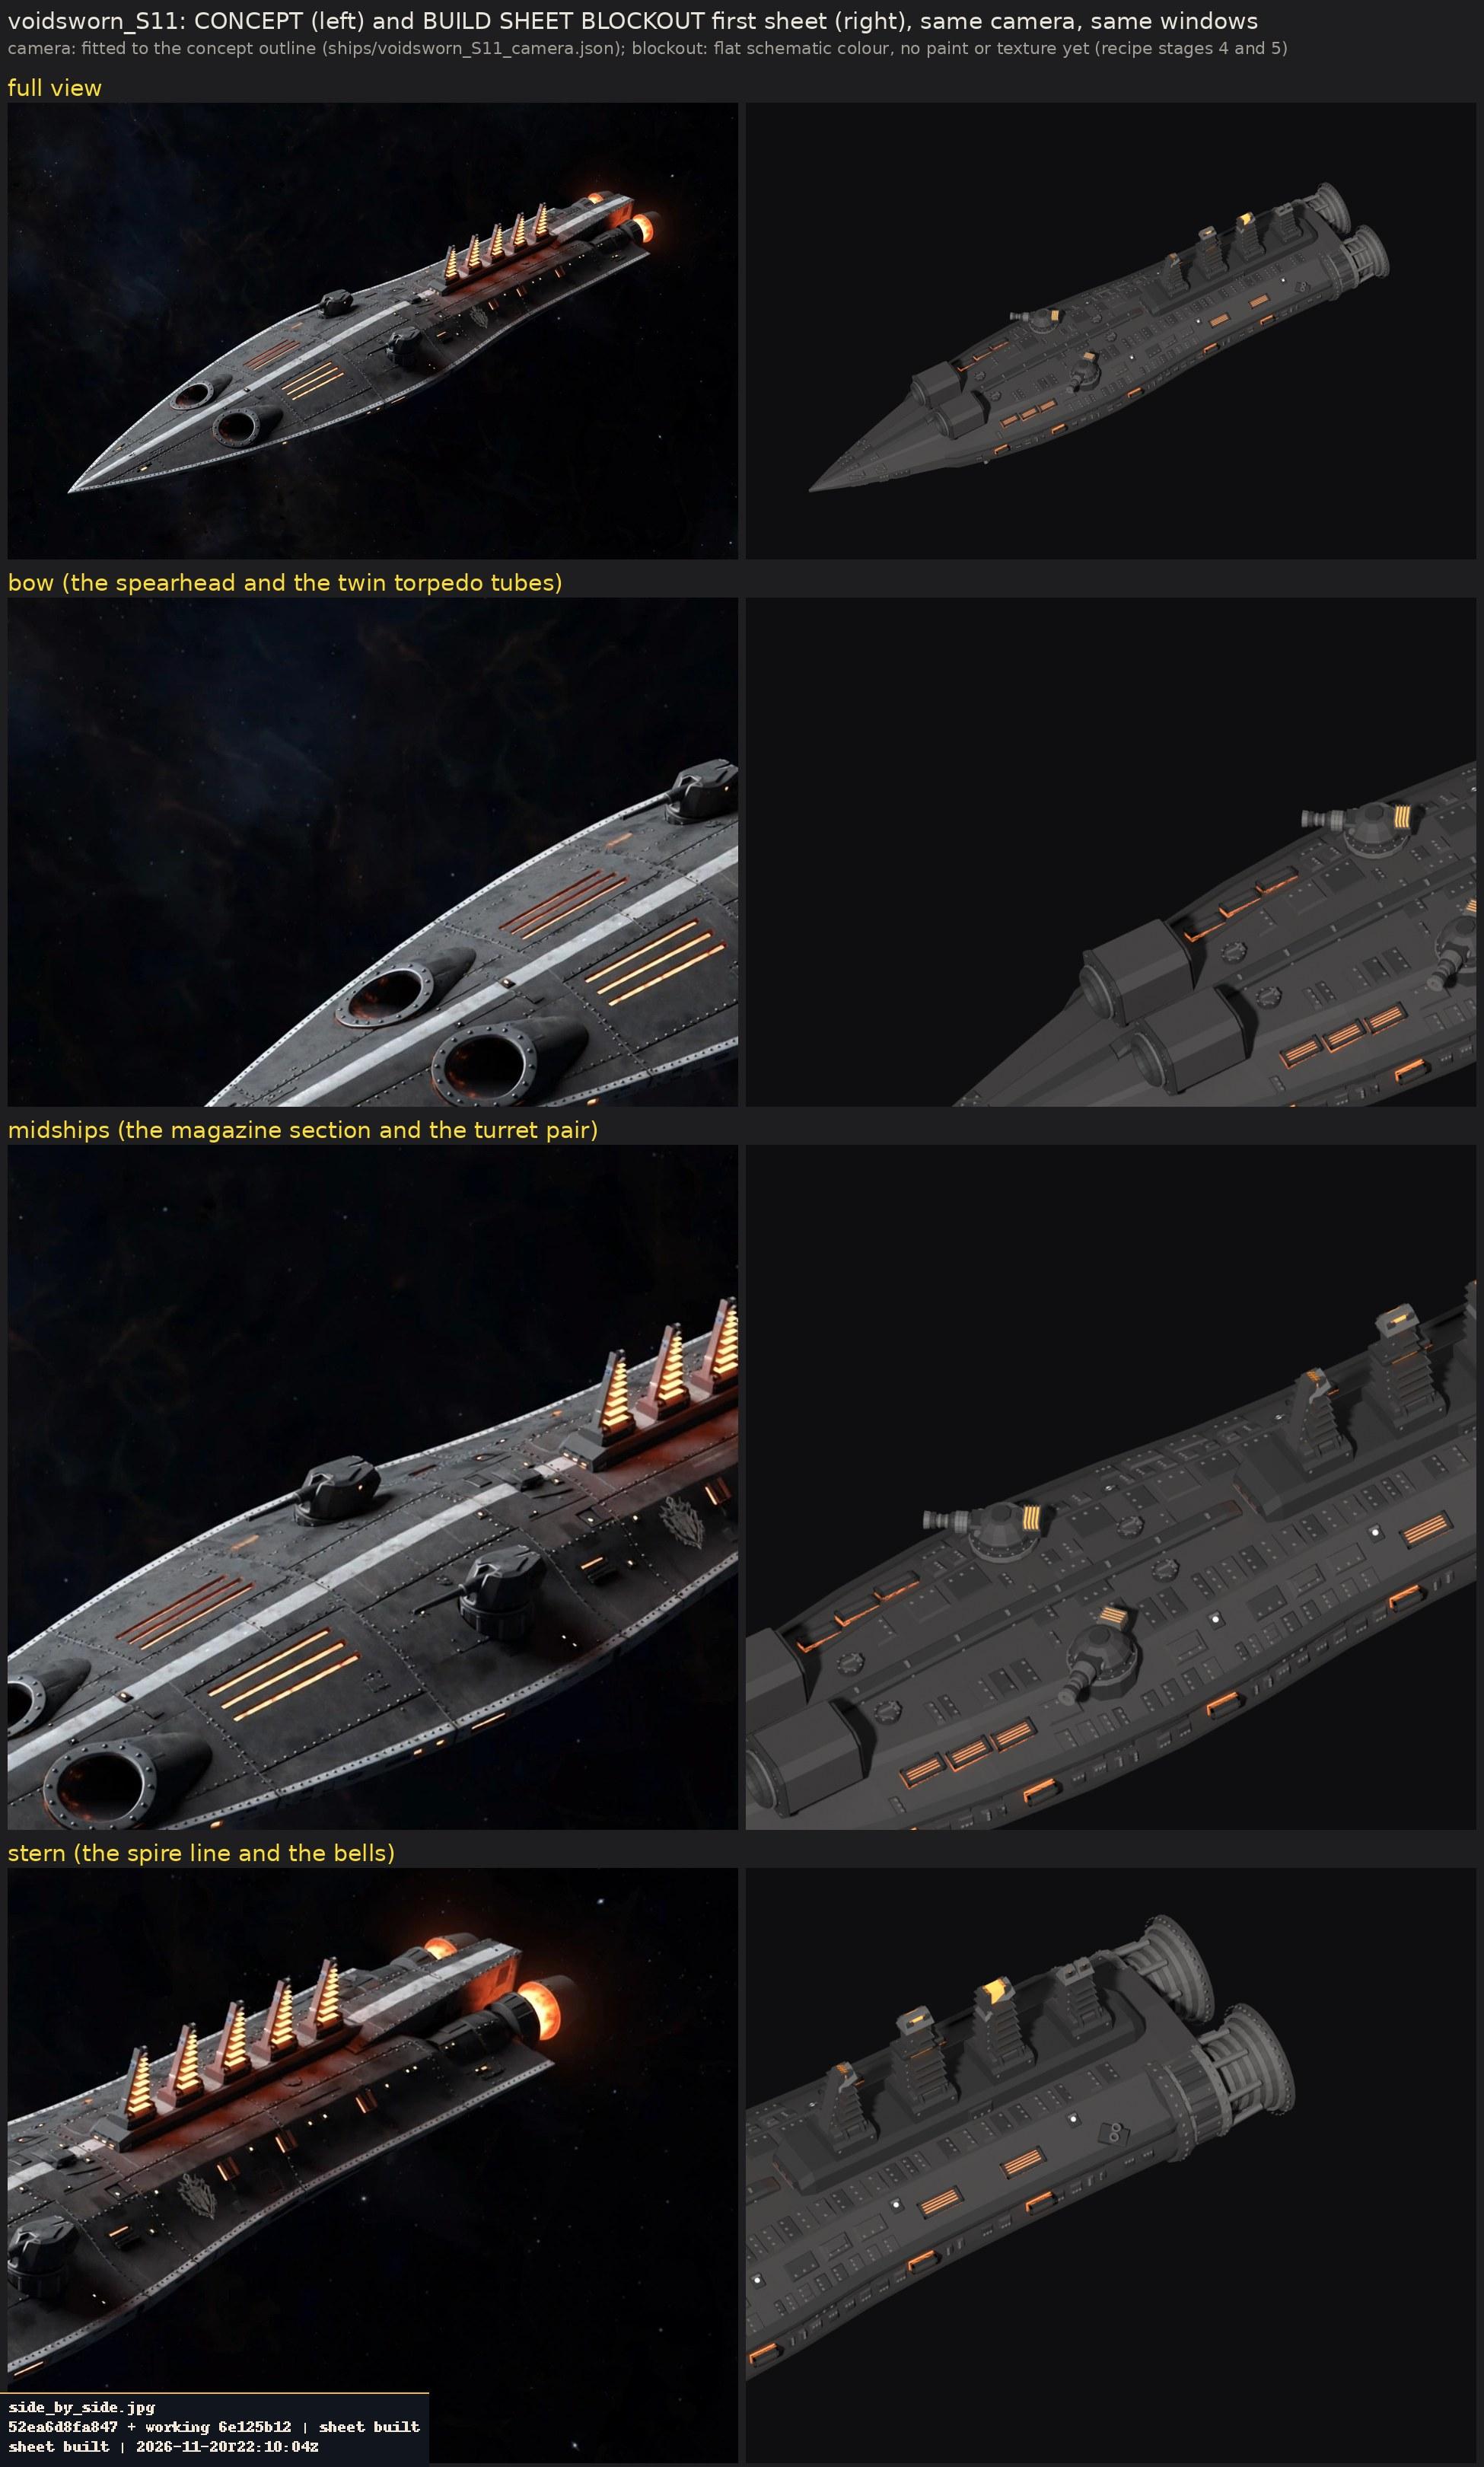 voidsworn_S11: CONCEPT (left) and BUILD SHEET BLOCKOUT first sheet (right), same camera, same windows
camera: fitted to the concept outline (ships/voidsworn_S11_camera.json); blockout: flat schematic colour, no paint or texture yet (recipe stages 4 and 5)
full view
bow (the spearhead and the twin torpedo tubes)
midships (the magazine section and the turret pair)
stern (the spire line and the bells)
side_by_side.jpg
52ea6d8fa847 + working 6e125b12 | sheet built
sheet built | 2026-11-20T22:10:04Z